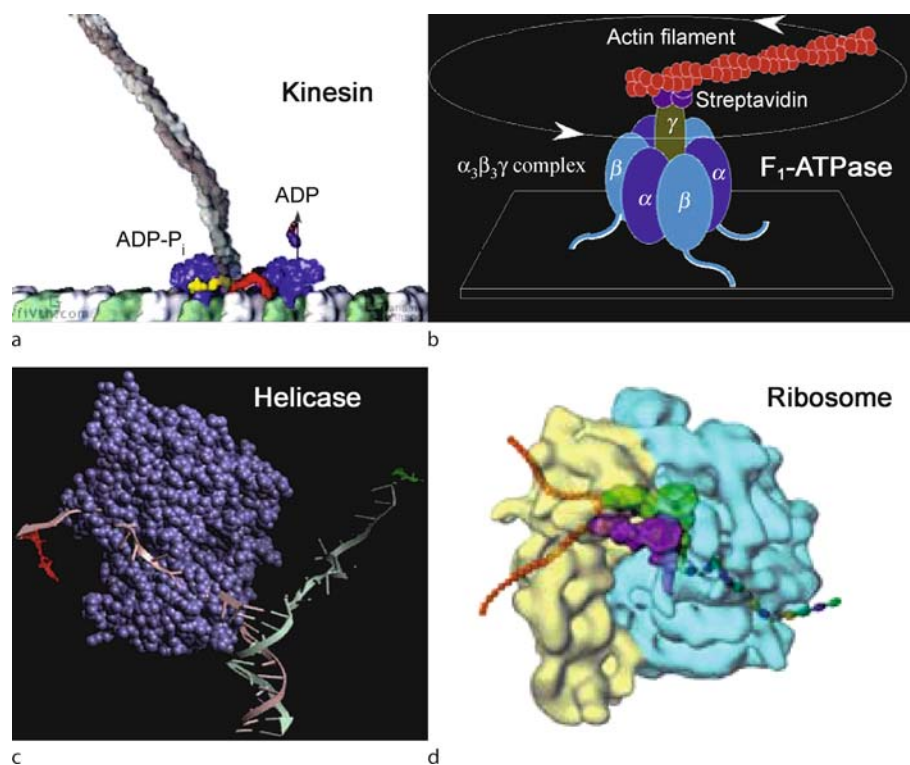 Kinesin
ADP
ADP-Pi
a
Actin filament
Streptavidin
γ
α3β3γ complex
F1-ATPase
β
α
α
β
b
Helicase
c
Ribosome
d